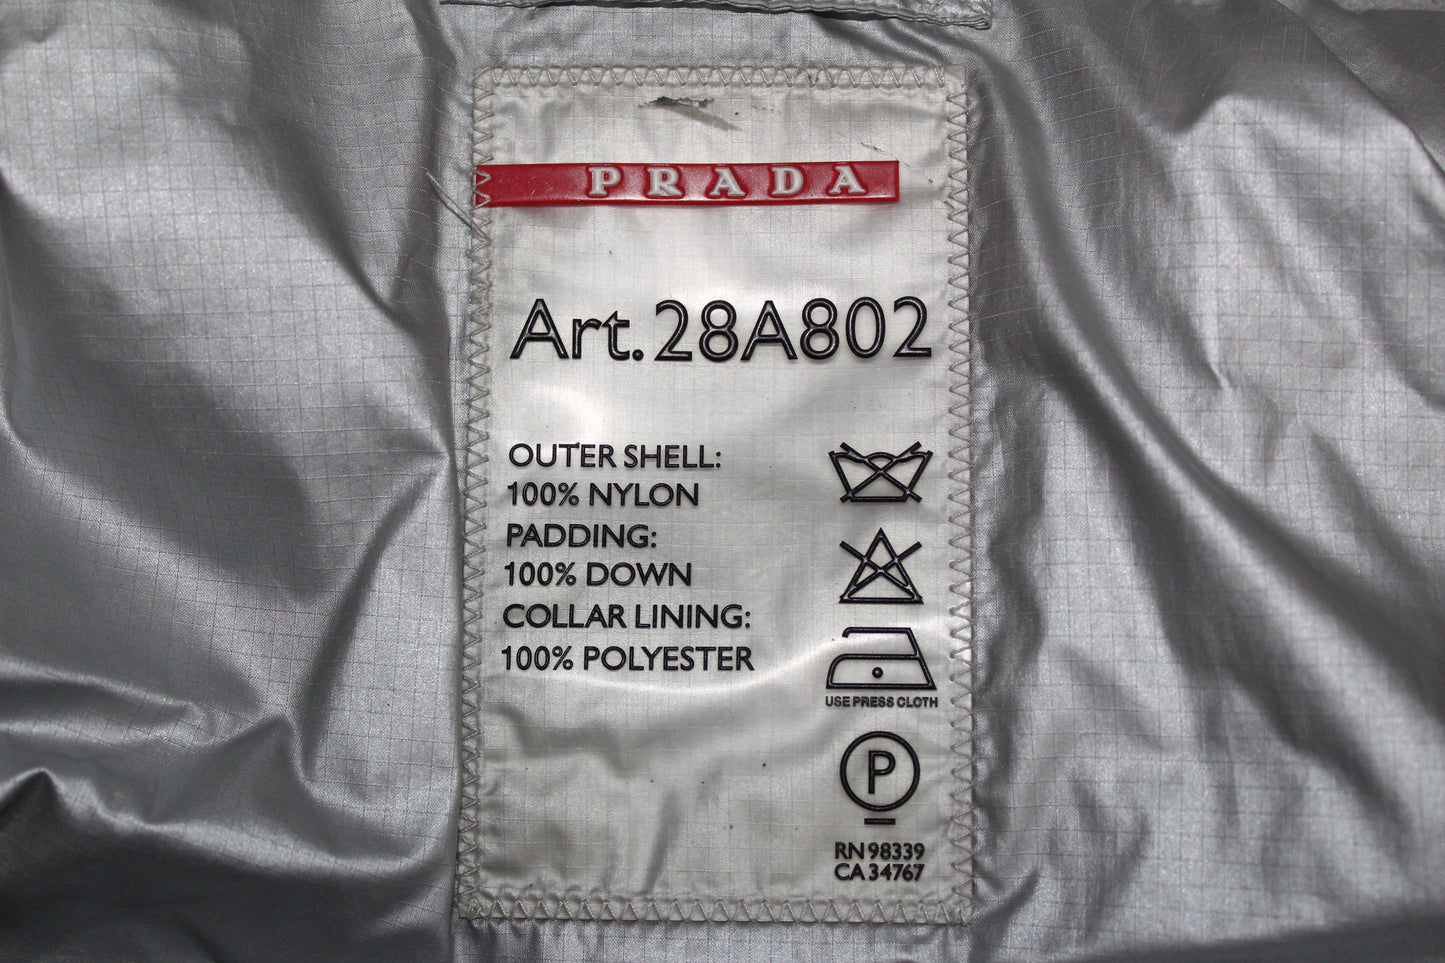 PRADA
Art. 28A802
OUTER SHELL:
100% NYLON
PADDING:
100% DOWN
COLLAR LINING:
100% POLYESTER
USE PRESS CLOTH
P
RN 98339
CA 34767